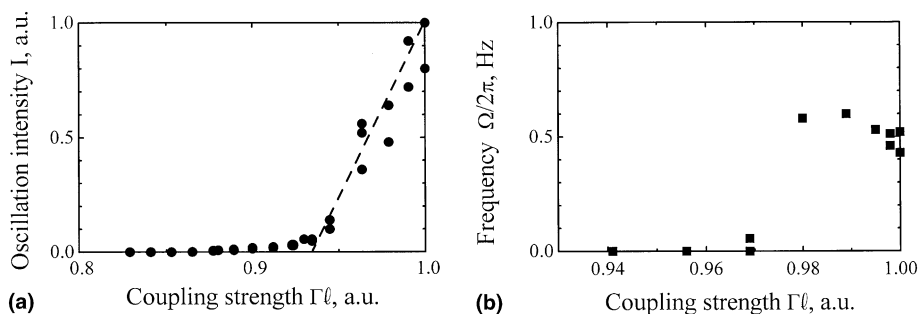 Oscillation intensity I, a.u.
1.0
0.5
0.0
0.8
0.9
1.0
(a)
Coupling strength Γℓ, a.u.
Frequency Ω/2π, Hz
1.0
0.5
0.0
0.94
0.96
0.98
1.00
(b)
Coupling strength Γℓ, a.u.